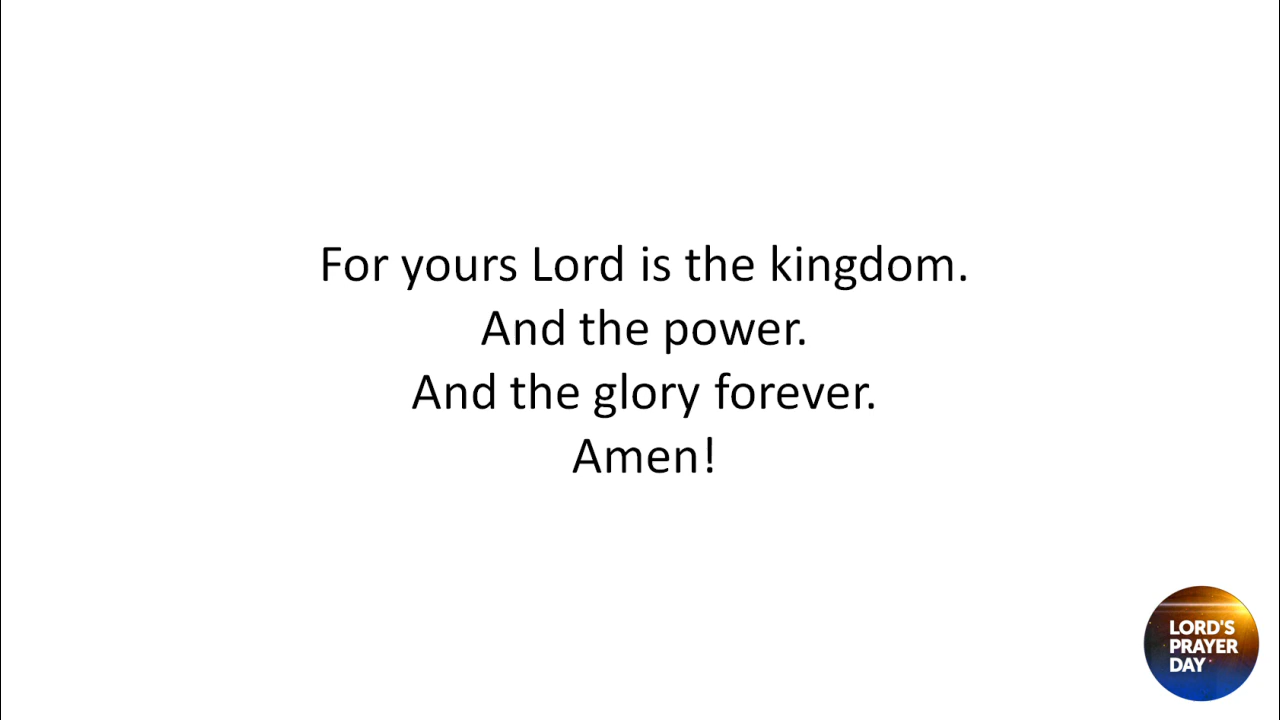 For yours Lord is the kingdom.
And the power.
And the glory forever.
Amen!
LORD'S
PRAYER
DAY